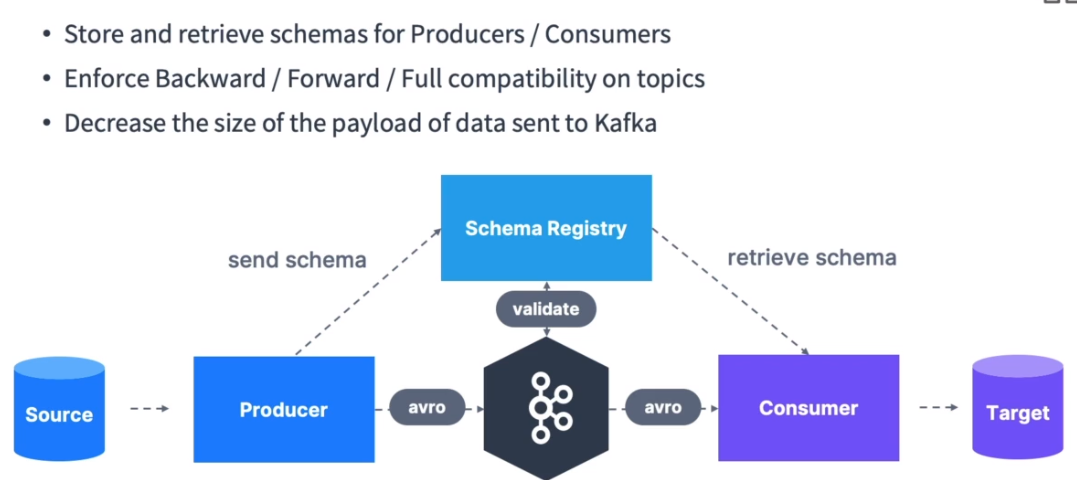 • Store and retrieve schemas for Producers / Consumers
• Enforce Backward / Forward / Full compatibility on topics
• Decrease the size of the payload of data sent to Kafka
Schema Registry
send schema
retrieve schema
validate
Source
Producer
avro
avro
Consumer
Target